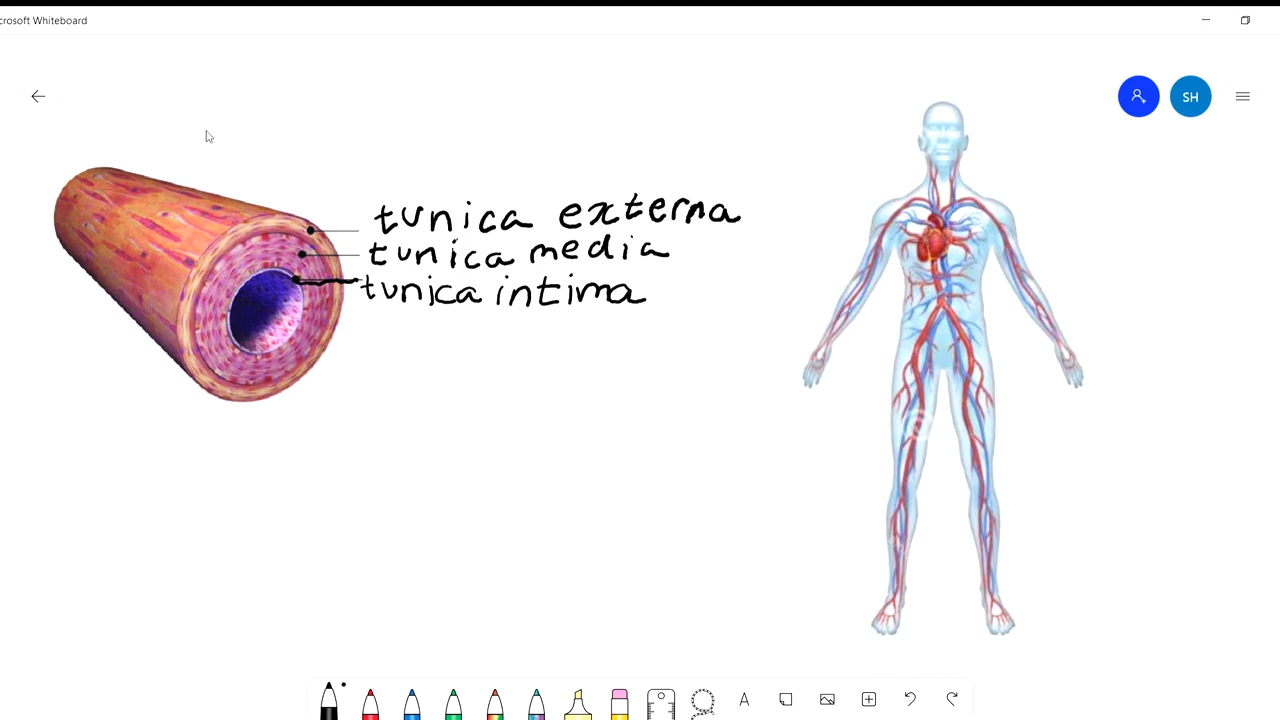 crosoft Whiteboard
SH
tunica externa
tunica media
tunica intima
A